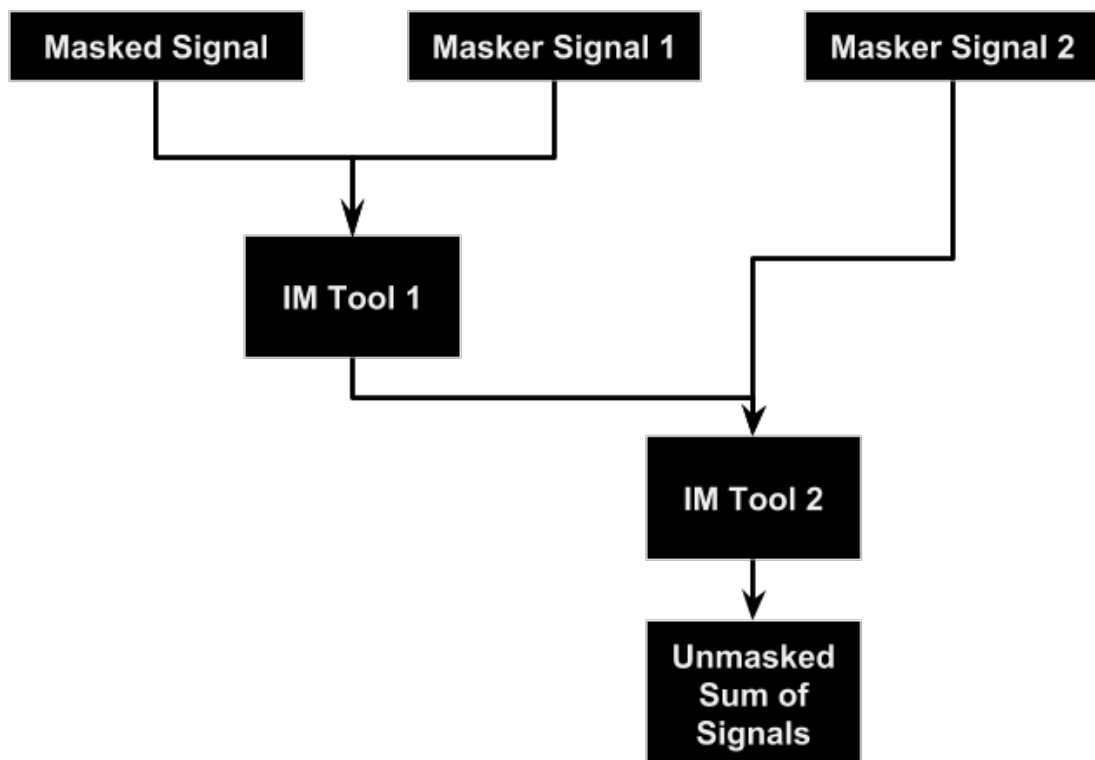 Masked Signal
Masker Signal 1
Masker Signal 2
IM Tool 1
IM Tool 2
Unmasked
Sum of
Signals